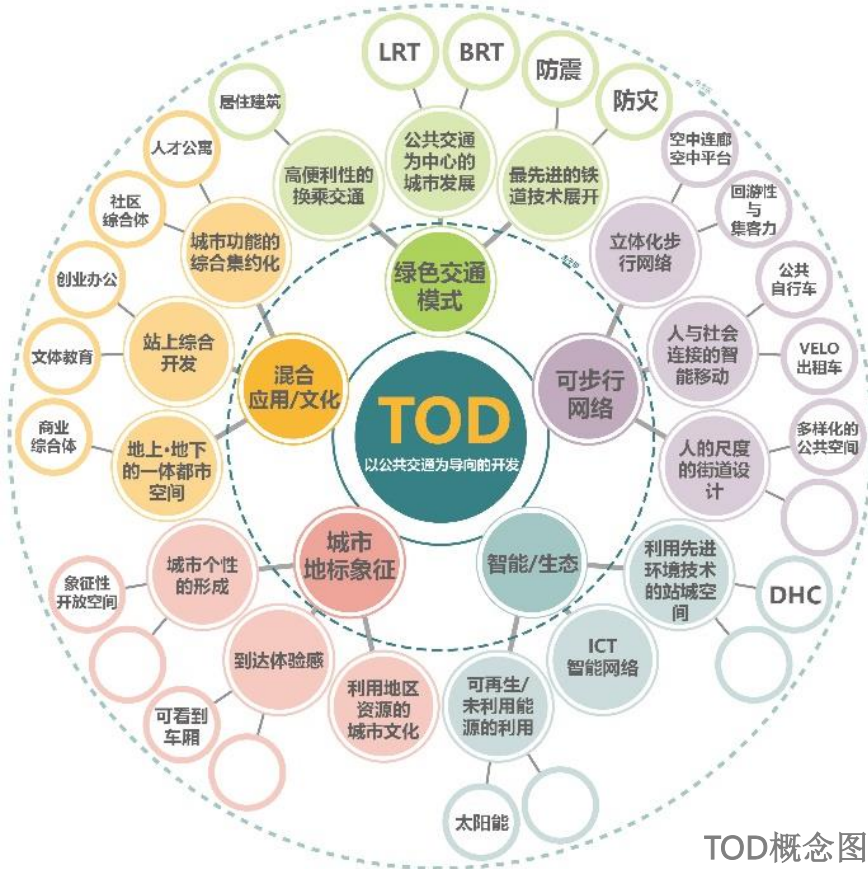 LRT
BRT
防震
防灾
居住建筑
人才公寓
社区
综合体
创业办公
文体教育
商业
综合体
高便利性的
换乘交通
公共交通
为中心的
城市发展
最先进的铁
道技术展开
绿色交通
模式
城市功能的
综合集约化
站上综合
开发
地上·地下
的一体都市
空间
混合
应用/文化
空中连廊
空中平台
回游性
与
集客力
公共
自行车
VELO
出租车
多样化的
公共空间
立体化步
行网络
人与社会
连接的智
能移动
人的尺度
的街道设
计
可步行
网络
TOD
以公共交通为导向的开发
城市
地标象征
城市个性
的形成
象征性
开放空间
到达体验感
可看到
车厢
利用地区
资源的
城市文化
智能/生态
利用先进
环境技术
的站城空
间
DHC
ICT
智能网络
可再生/
未利用能
源的利用
太阳能
TOD概念图